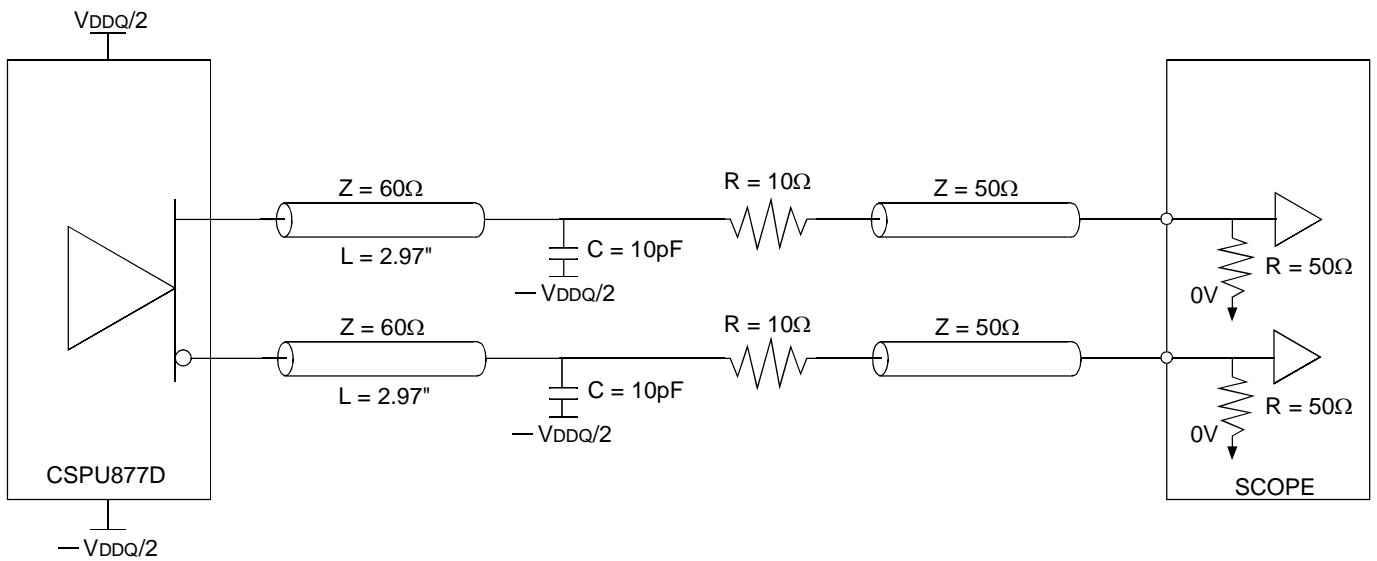 VDDQ/2
Z = 60Ω
R = 10Ω
Z = 50Ω
L = 2.97"
C = 10pF
R = 50Ω
— VDDQ/2
0V
Z = 60Ω
R = 10Ω
Z = 50Ω
L = 2.97"
C = 10pF
R = 50Ω
— VDDQ/2
0V
CSPU877D
SCOPE
— VDDQ/2